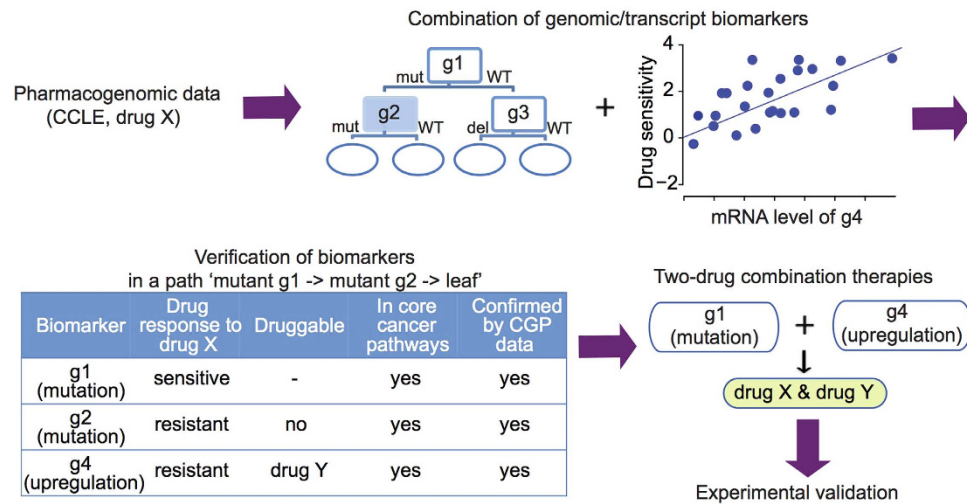 Combination of genomic/transcript biomarkers
Pharmacogenomic data
(CCLE, drug X)
g1
mut
WT
g2
g3
mut
WT
del
WT
+
Drug sensitivity
4
2
0
−2
mRNA level of g4
Verification of biomarkers
in a path ‘mutant g1 -> mutant g2 -> leaf’
Biomarker
Drug
response to
drug X
Druggable
In core
cancer
pathways
Confirmed
by CGP
data
g1
(mutation)
sensitive
-
yes
yes
g2
(mutation)
resistant
no
yes
yes
g4
(upregulation)
resistant
drug Y
yes
yes
Two-drug combination therapies
g1
(mutation)
+
g4
(upregulation)
drug X & drug Y
Experimental validation